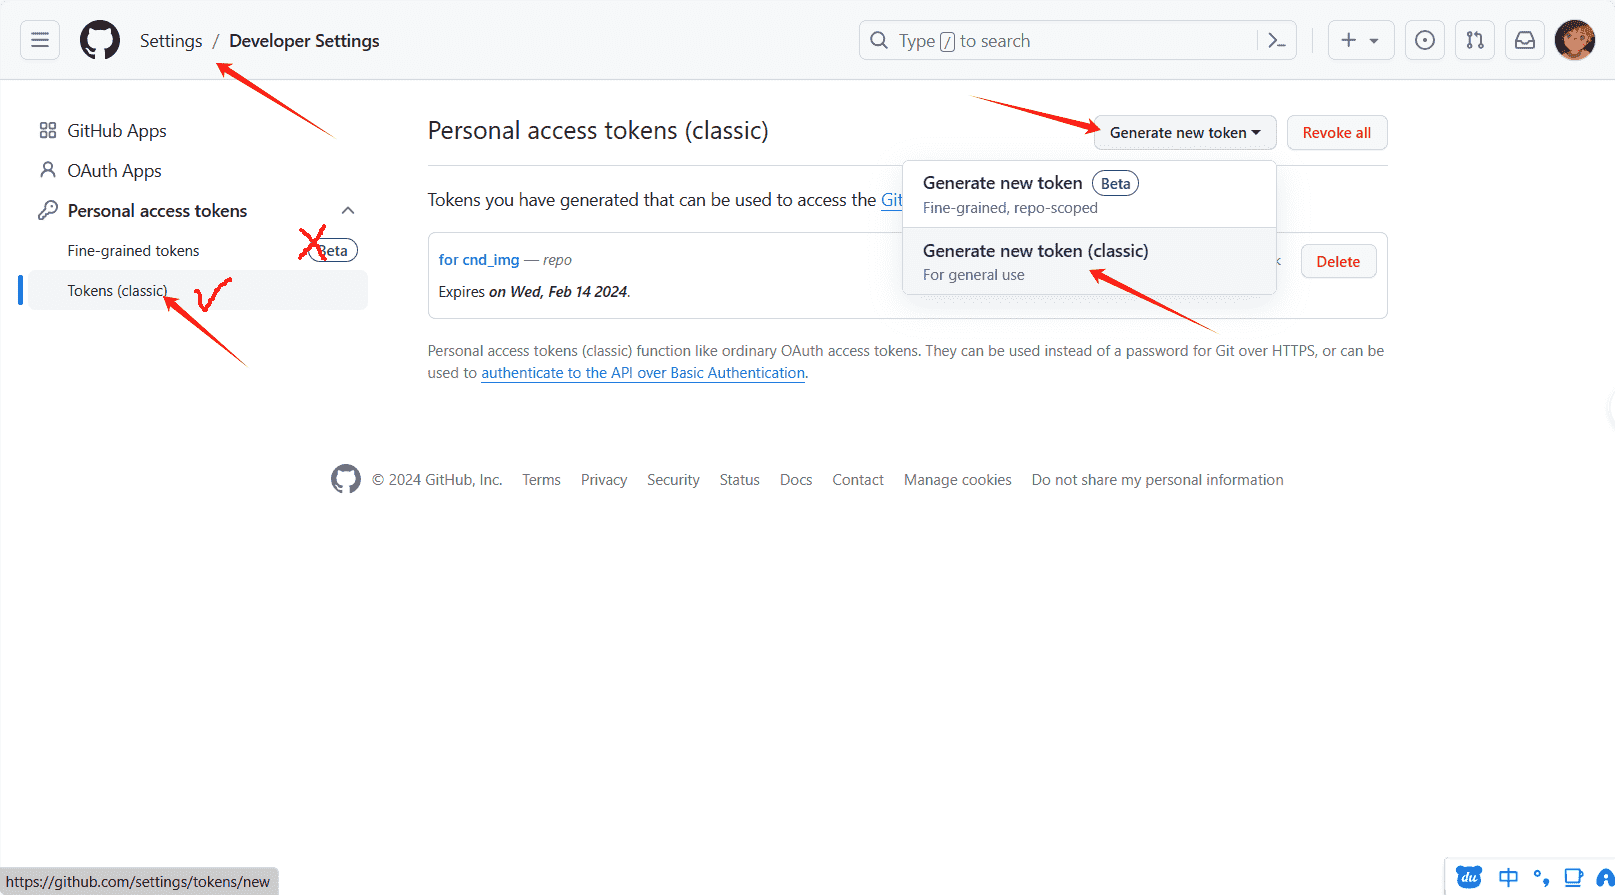 Settings / Developer Settings
Type / to search
GitHub Apps
OAuth Apps
Personal access tokens
Fine-grained tokens Beta
Tokens (classic)
Personal access tokens (classic)
Generate new token
Revoke all
Generate new token Beta
Fine-grained, repo-scoped
Generate new token (classic)
For general use
Tokens you have generated that can be used to access the Git
for cnd_img — repo
Delete
Expires on Wed, Feb 14 2024.
Personal access tokens (classic) function like ordinary OAuth access tokens. They can be used instead of a password for Git over HTTPS, or can be
used to authenticate to the API over Basic Authentication.
© 2024 GitHub, Inc. Terms Privacy Security Status Docs Contact Manage cookies Do not share my personal information
https://github.com/settings/tokens/new
du 中 °,